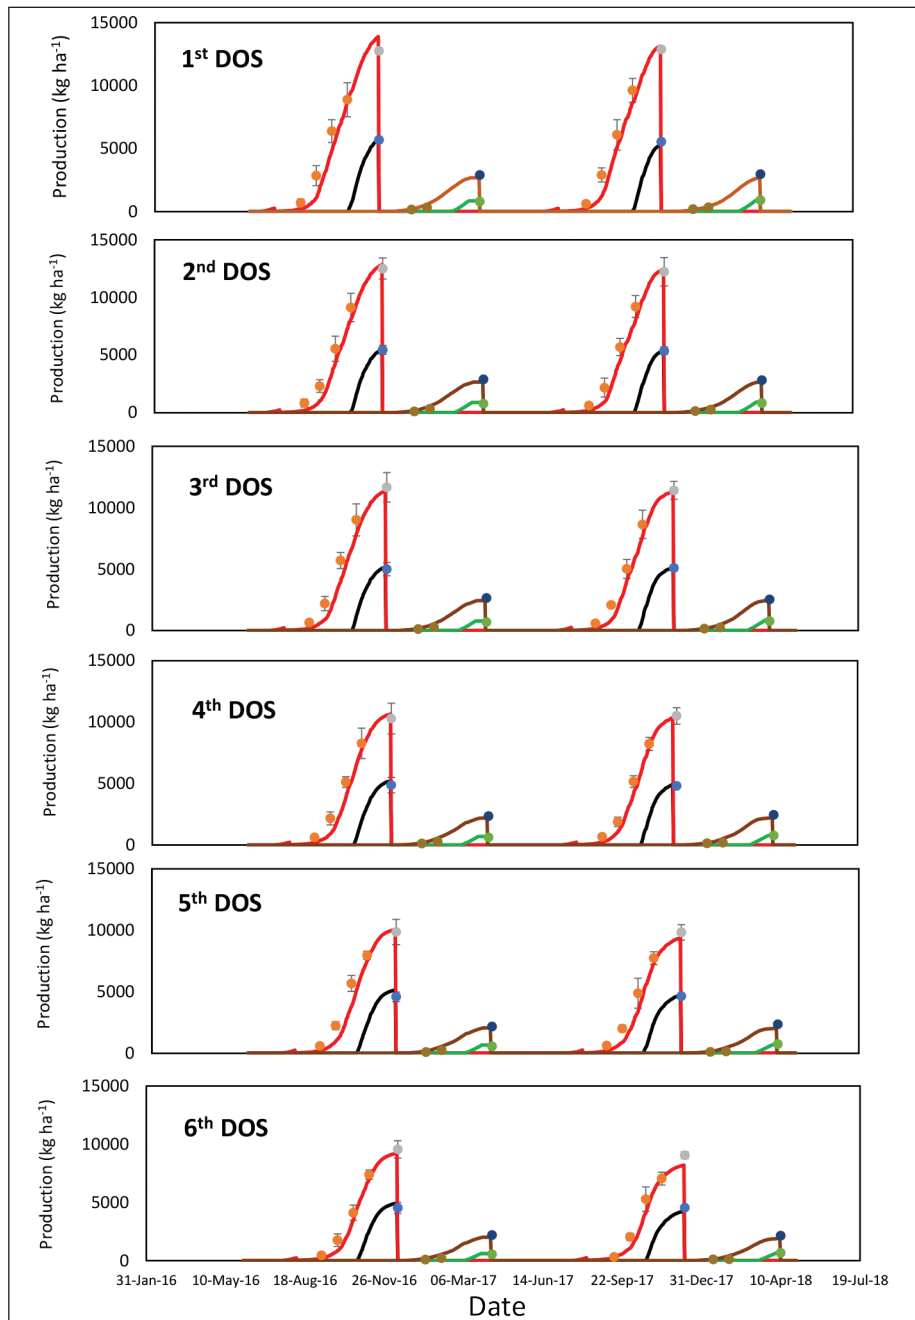 15000
10000
5000
0
Production (kg ha-1)
1st DOS
15000
10000
5000
0
Production (kg ha-1)
2nd DOS
15000
10000
5000
0
Production (kg ha-1)
3rd DOS
15000
10000
5000
0
Production (kg ha-1)
4th DOS
15000
10000
5000
0
Production (kg ha-1)
5th DOS
15000
10000
5000
0
Production (kg ha-1)
6th DOS
31-Jan-16 10-May-16 18-Aug-16 26-Nov-16 06-Mar-17 14-Jun-17 22-Sep-17 31-Dec-17 10-Apr-18 19-Jul-18
Date